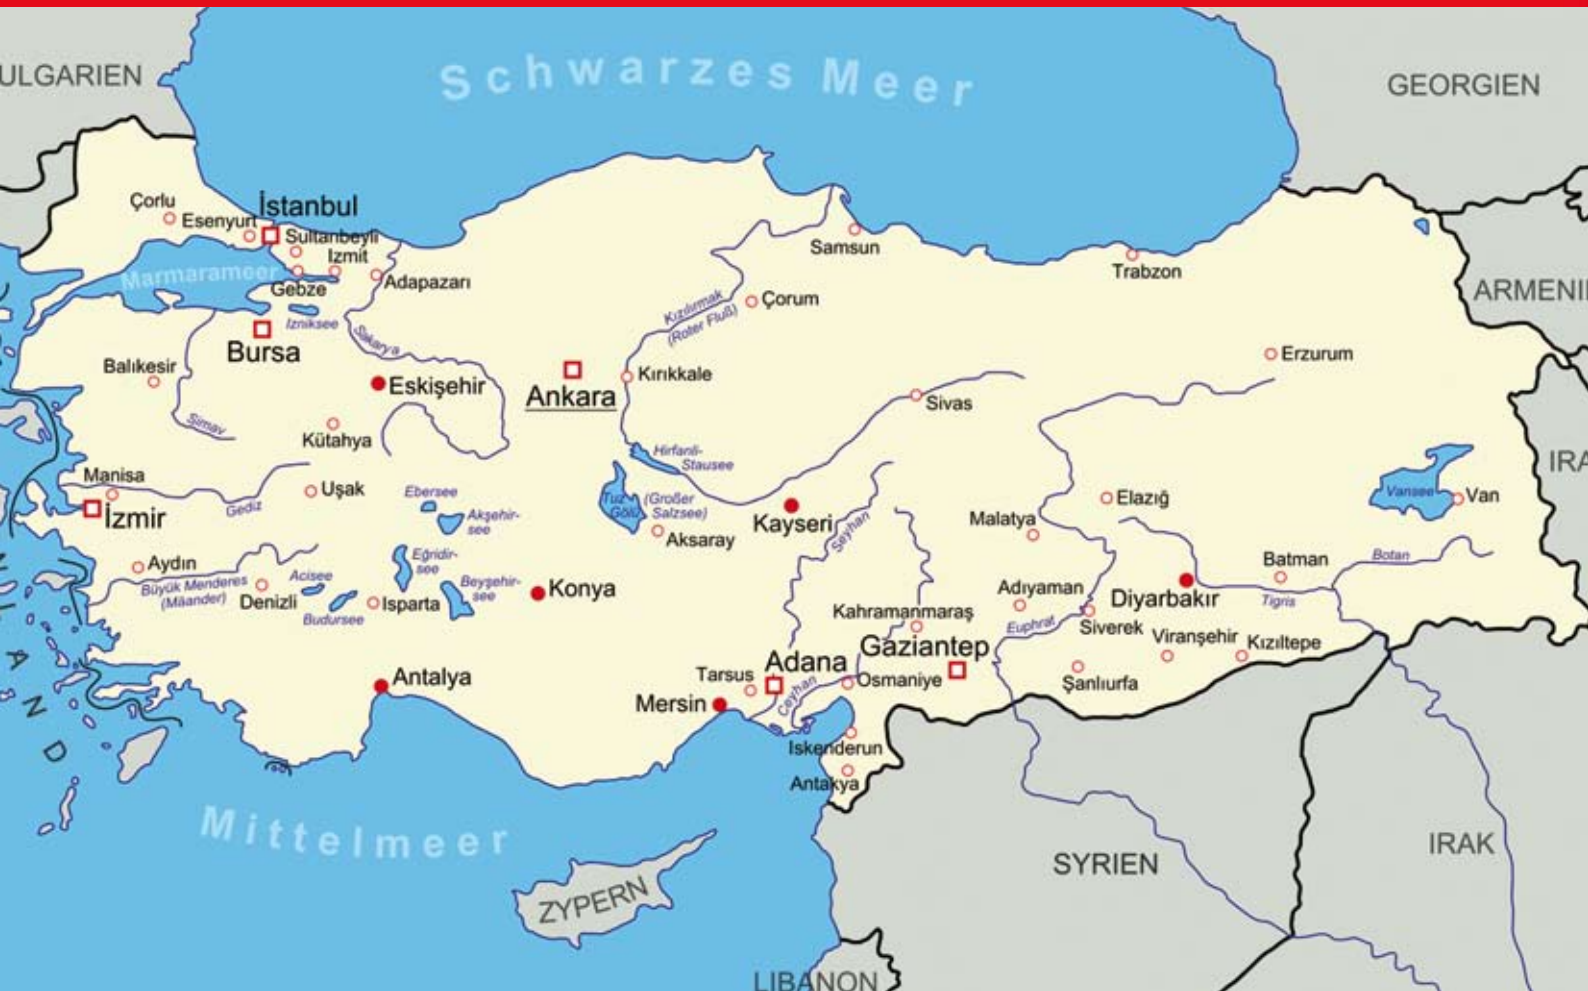 Schwarzes Meer
ULGARIEN
GEORGIEN
Çorlu
Esenyurt
İstanbul
Sultanbeyli
Izmit
Marmarameer
Gebze
Adapazarı
Samsun
Trabzon
ARMENI
Izniksee
Bursa
Sakarya
Kızılırmak
(Roter Fluß)
Çorum
Balıkesir
Eskişehir
Ankara
Kırıkkale
Erzurum
Simav
Kütahya
Sivas
Hirfanlı-
Stausee
Manisa
Gediz
Uşak
İzmir
Ebersee
Akşehir-
see
Tuz
Gölü
(Großer
Salzsee)
Aksaray
Kayseri
Seyhan
Malatya
Elazığ
Vansee
Van
IRA
Aydın
Büyük Menderes
(Mäander)
Denizli
Acisee
Budursee
Eğridir-
see
Isparta
Beyşehir-
see
Konya
Adıyaman
Diyarbakır
Batman
Botan
Tigris
Kahramanmaraş
Euphrat
Siverek
Viranşehir
Kızıltepe
Gaziantep
Antalya
Tarsus
Adana
Mersin
Ceyhan
Osmaniye
Şanlıurfa
Iskenderun
Antakya
LAND
Mittelmeer
ZYPERN
SYRIEN
IRAK
LIBANON